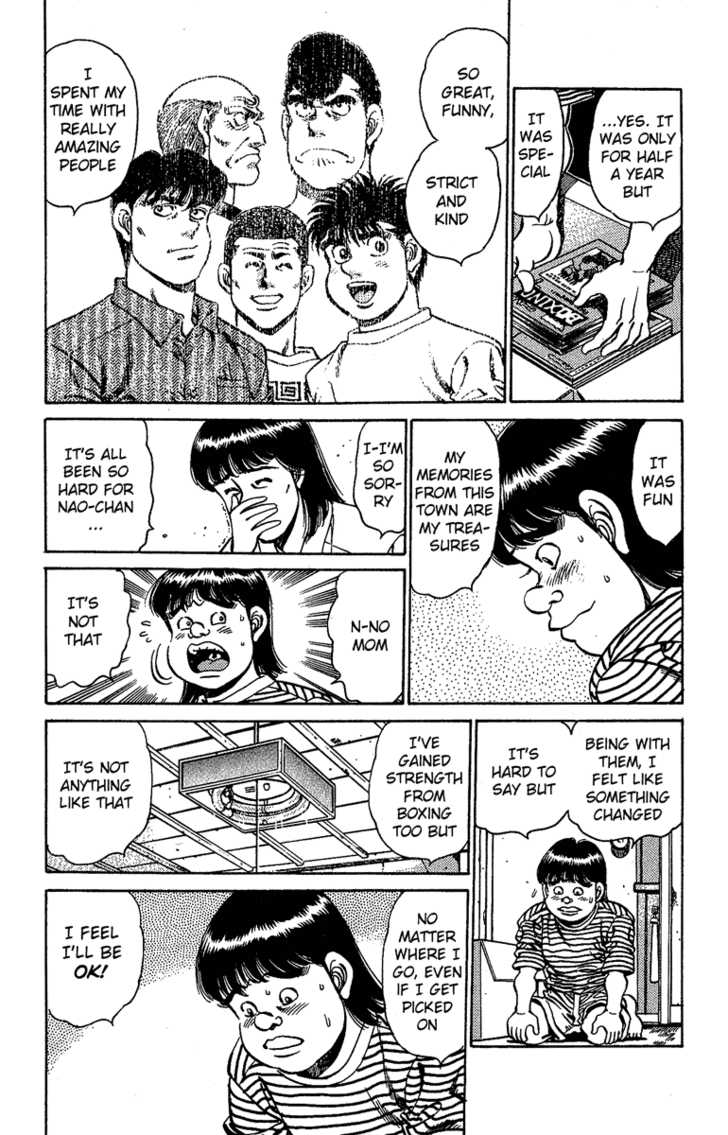 ...YES. IT
WAS ONLY
FOR HALF
A YEAR
BUT
IT
WAS
SPE-
CIAL
BOXIN
SO
GREAT,
FUNNY,
STRICT
AND
KIND
I
SPENT MY
TIME WITH
REALLY
AMAZING
PEOPLE
IT
WAS
FUN
MY
MEMORIES
FROM THIS
TOWN ARE
MY TREA-
SURES
I-I'M
SO
SOR-
RY
IT'S ALL
BEEN SO
HARD FOR
NAO-CHAN
...
N-NO
MOM
IT'S
NOT
THAT
BEING WITH
THEM, I
FELT LIKE
SOMETHING
CHANGED
IT'S
HARD TO
SAY BUT
I'VE
GAINED
STRENGTH
FROM
BOXING
TOO BUT
IT'S NOT
ANYTHING
LIKE THAT
NO
MATTER
WHERE I
GO, EVEN
IF I GET
PICKED
ON
I FEEL
I'LL BE
OK!